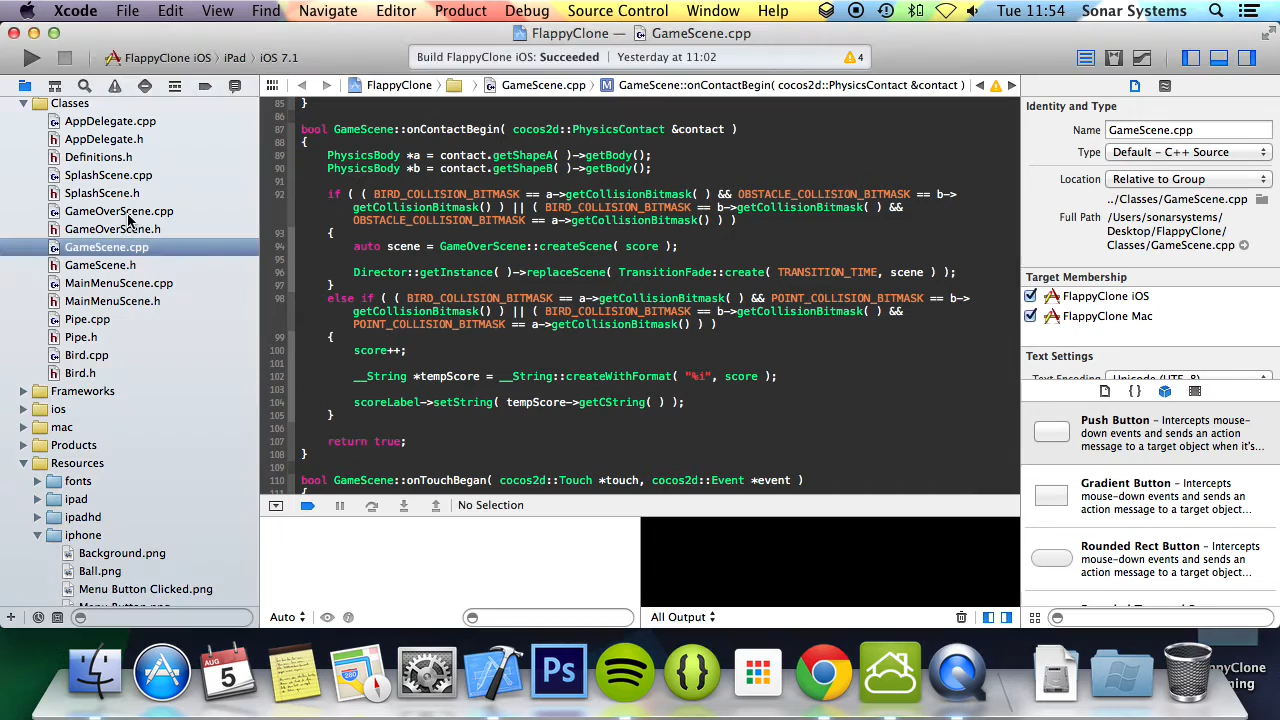 Xcode File Edit View Find Navigate Editor Product Debug Source Control Window Help Tue 11:54 Sonar Systems
FlappyClone — GameScene.cpp
FlappyClone iOS iPad iOS 7.1
Build FlappyClone iOS: Succeeded Yesterday at 11:02 4
FlappyClone GameScene.cpp GameScene::onContactBegin( cocos2d::PhysicsContact &contact )
Classes
AppDelegate.cpp
AppDelegate.h
Definitions.h
SplashScene.cpp
SplashScene.h
GameOverScene.cpp
GameOverScene.h
GameScene.cpp
GameScene.h
MainMenuScene.cpp
MainMenuScene.h
Pipe.cpp
Pipe.h
Bird.cpp
Bird.h
Frameworks
ios
mac
Products
Resources
fonts
ipad
ipadhd
iphone
Background.png
Ball.png
Menu Button Clicked.png
85 }
86
87 bool GameScene::onContactBegin( cocos2d::PhysicsContact &contact )
88 {
89 PhysicsBody *a = contact.getShapeA( )->getBody();
90 PhysicsBody *b = contact.getShapeB( )->getBody();
91
92 if ( ( BIRD_COLLISION_BITMASK == a->getCollisionBitmask( ) && OBSTACLE_COLLISION_BITMASK == b->
getCollisionBitmask() ) || ( BIRD_COLLISION_BITMASK == b->getCollisionBitmask( ) &&
OBSTACLE_COLLISION_BITMASK == a->getCollisionBitmask() ) )
93 {
94 auto scene = GameOverScene::createScene( score );
95
96 Director::getInstance( )->replaceScene( TransitionFade::create( TRANSITION_TIME, scene ) );
97 }
98 else if ( ( BIRD_COLLISION_BITMASK == a->getCollisionBitmask( ) && POINT_COLLISION_BITMASK == b->
getCollisionBitmask() ) || ( BIRD_COLLISION_BITMASK == b->getCollisionBitmask( ) &&
POINT_COLLISION_BITMASK == a->getCollisionBitmask() ) )
99 {
100 score++;
101
102 __String *tempScore = __String::createWithFormat( "%i", score );
103
104 scoreLabel->setString( tempScore->getCString( ) );
105 }
106
107 return true;
108 }
109
110 bool GameScene::onTouchBegan( cocos2d::Touch *touch, cocos2d::Event *event )
{
No Selection
Auto
All Output
Identity and Type
Name GameScene.cpp
Type Default - C++ Source
Location Relative to Group
../Classes/GameScene.cpp
Full Path /Users/sonarsystems/
Desktop/FlappyClone/
Classes/GameScene.cpp
Target Membership
FlappyClone iOS
FlappyClone Mac
Text Settings
Push Button – Intercepts
mouse-down events and sends an
action message to a target
object when it's…
Gradient Button – Intercepts
mouse-down events and sends an
action message to a target object…
Rounded Rect Button – Intercepts
mouse-down events and sends an
action message to a target object…
AUG
5
Ps